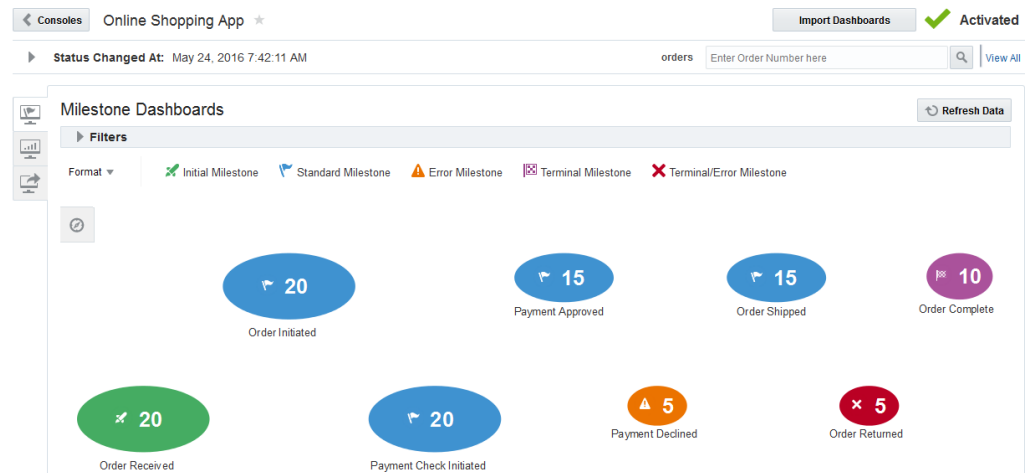 Consoles Online Shopping App Import Dashboards Activated
Status Changed At: May 24, 2016 7:42:11 AM orders Enter Order Number here View All
Milestone Dashboards Refresh Data
Filters
Format Initial Milestone Standard Milestone Error Milestone Terminal Milestone Terminal/Error Milestone
20 15 15 10
Order Initiated Payment Approved Order Shipped Order Complete
20 20 5 5
Payment Declined Order Returned
Order Received Payment Check Initiated